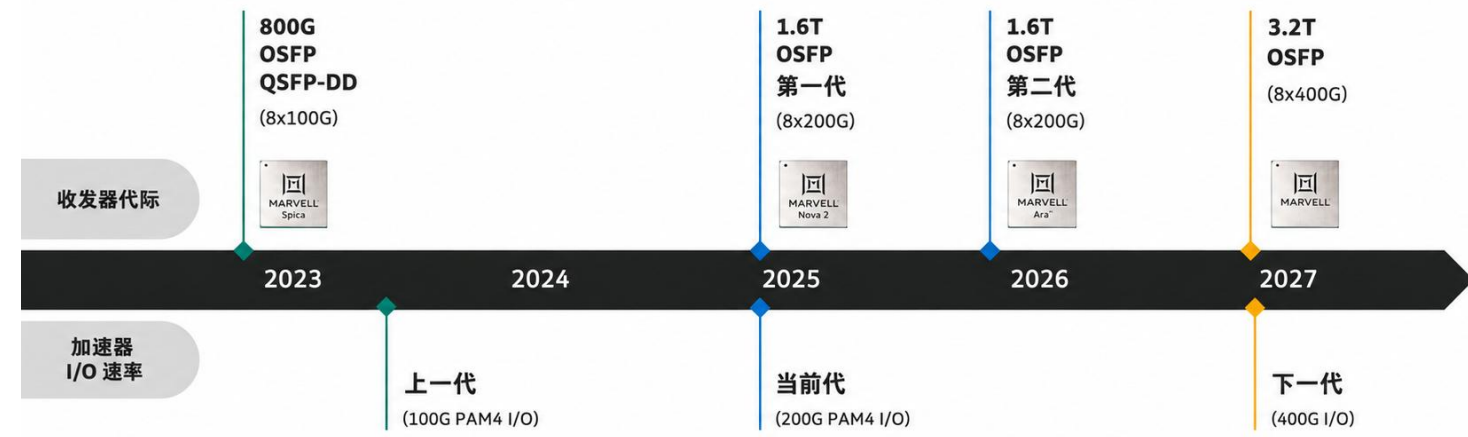 800G
OSFP
QSFP-DD
(8x100G)
1.6T
OSFP
第一代
(8x200G)
1.6T
OSFP
第二代
(8x200G)
3.2T
OSFP
(8x400G)
收发器代际
MARVELL
Spica
MARVELL
Nova 2
MARVELL
Ara™
MARVELL
2023
2024
2025
2026
2027
加速器
I/O 速率
上一代
(100G PAM4 I/O)
当前代
(200G PAM4 I/O)
下一代
(400G I/O)